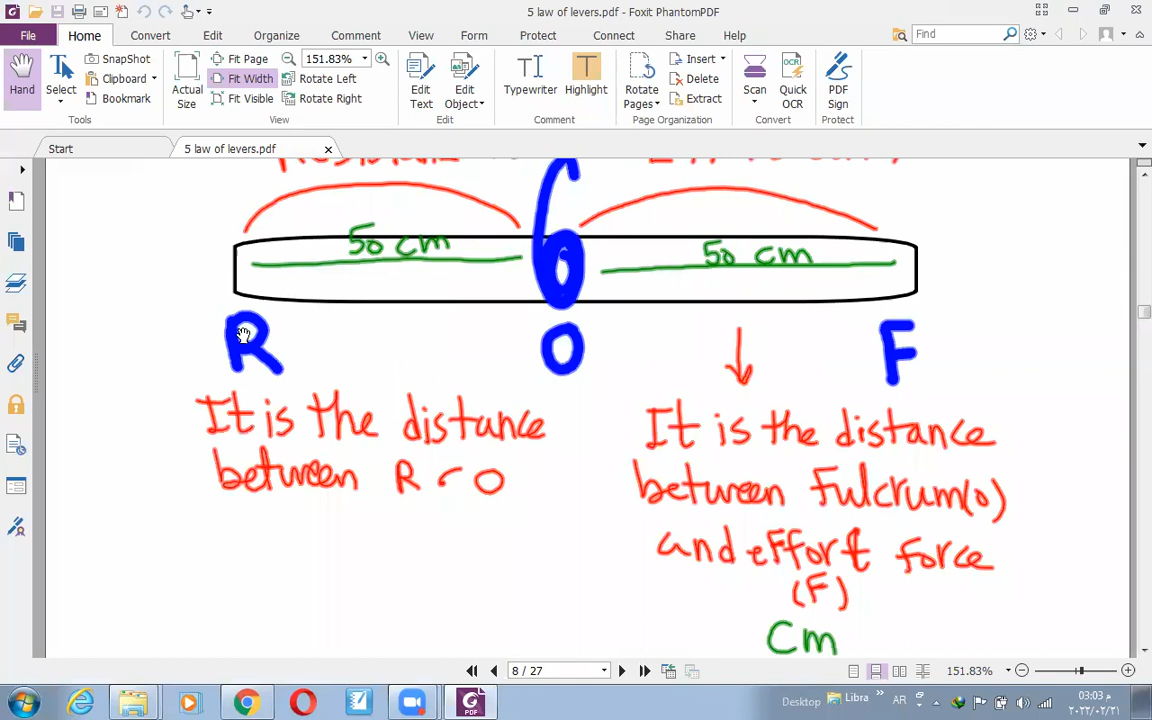 5 law of levers.pdf - Foxit PhantomPDF
File Home Convert Edit Organize Comment View Form Protect Connect Share Help Find
Hand
Select
SnapShot
Clipboard
Bookmark
Tools
Actual Size
Fit Page
Fit Width
Fit Visible
151.83%
Rotate Left
Rotate Right
View
Edit Text
Edit Object
Edit
Typewriter
Highlight
Comment
Rotate Pages
Insert
Delete
Extract
Page Organization
Scan
Quick OCR
Convert
PDF Sign
Protect
Start 5 law of levers.pdf
50 cm 50 cm
R O F
It is the distance
between R O
It is the distance
between Fulcrum(o)
and effort force
(F)
Cm
8 / 27 151.83%
PDF
Desktop Libra » AR
03:03 م
٢٠٢٢/٠٢/٢١